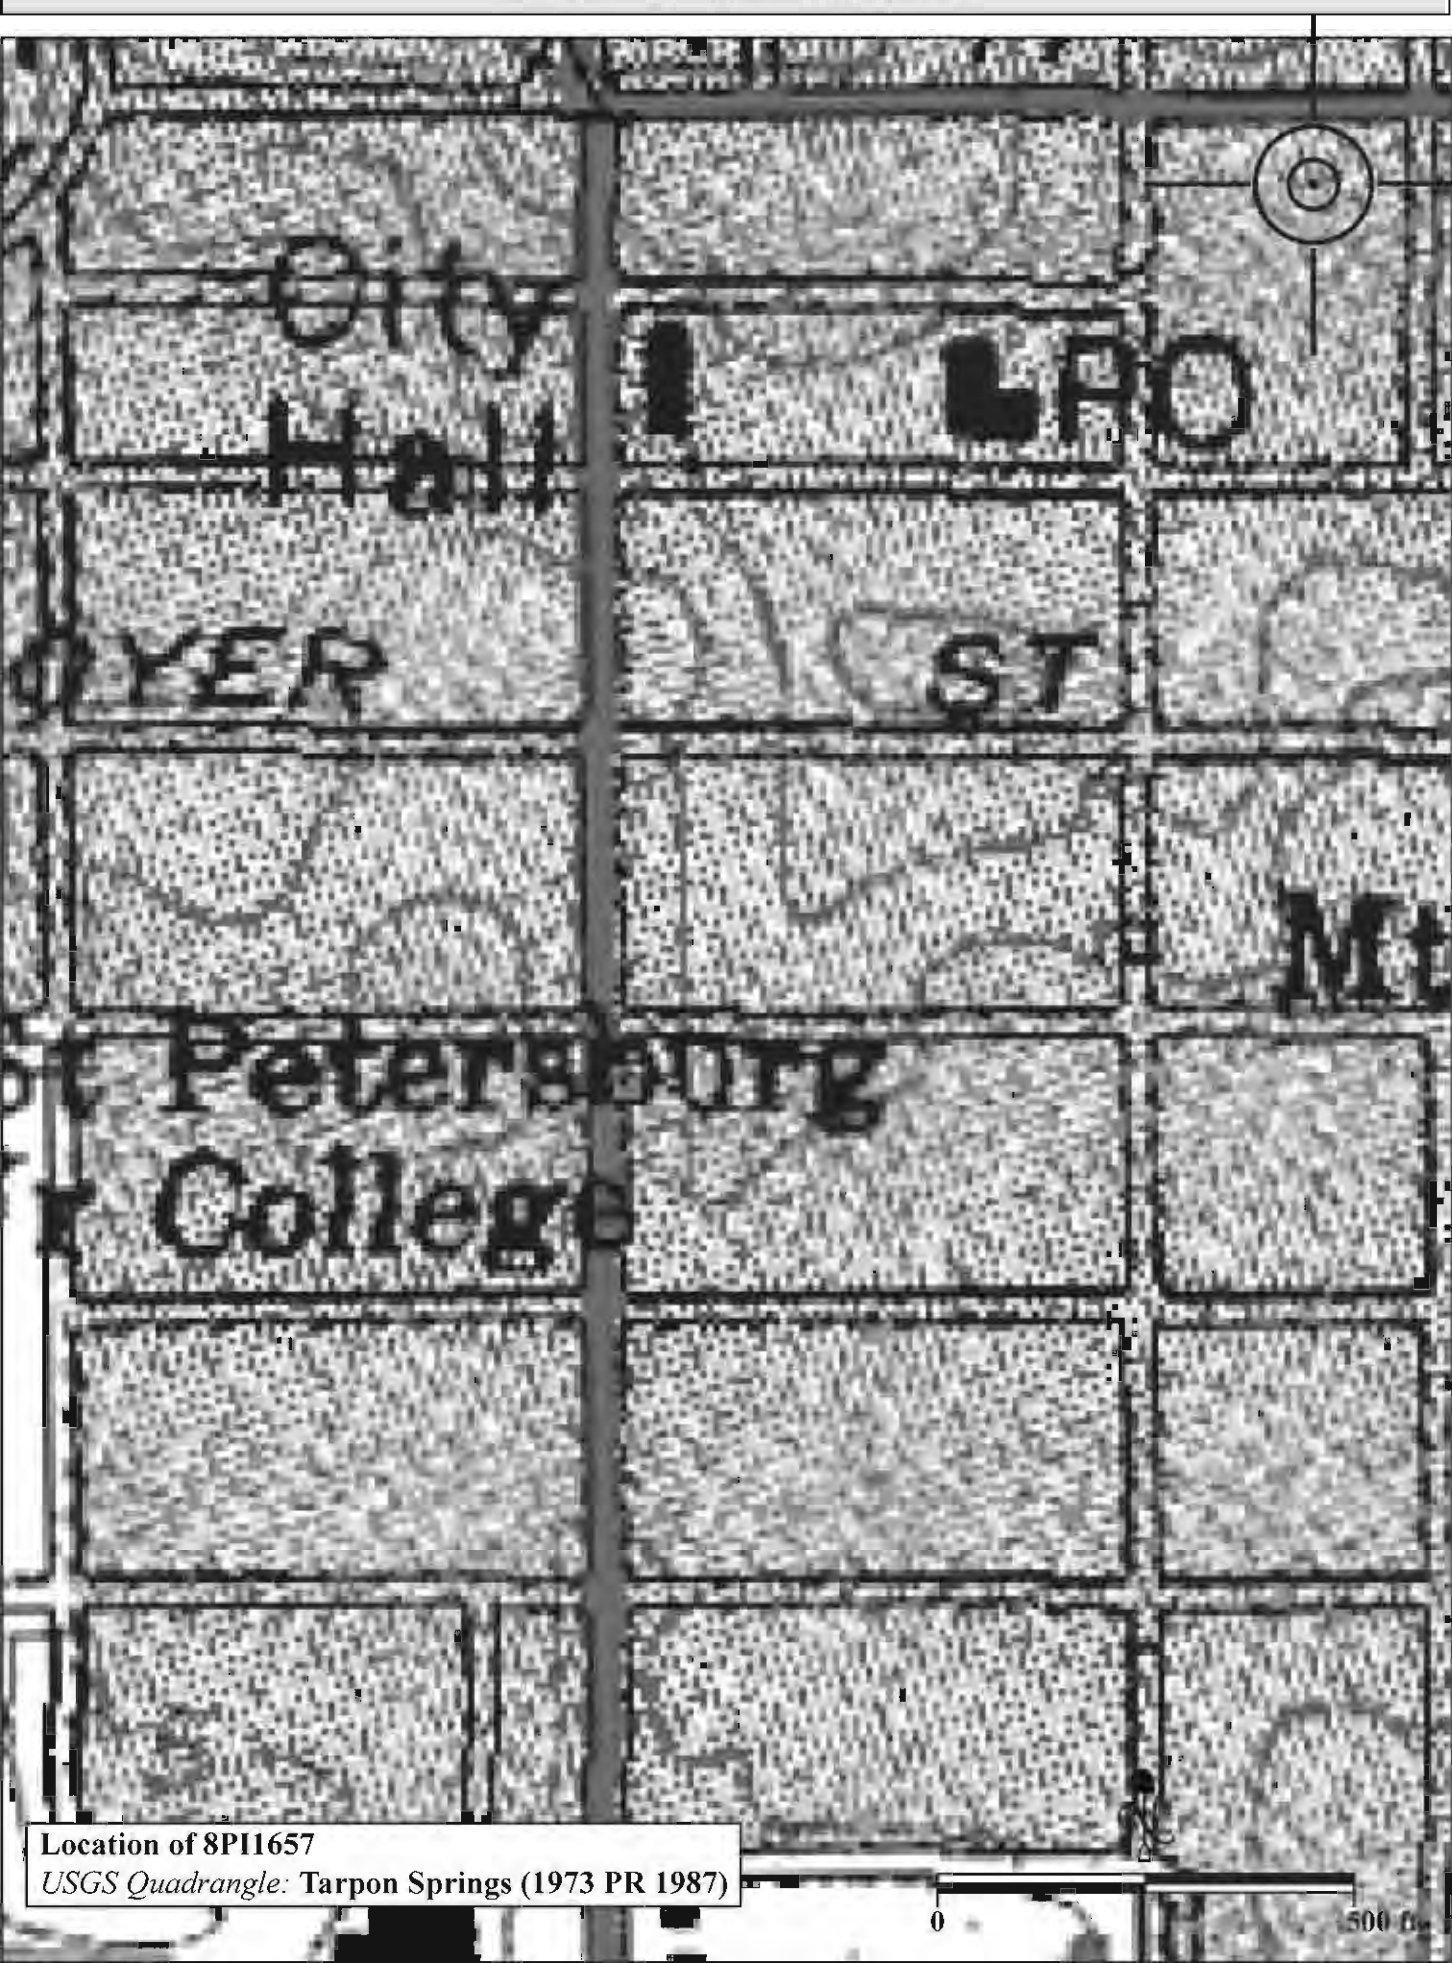 City
Hall
PO
YER ST
Mt
t Petersburg
r College
Location of 8PI1657
USGS Quadrangle: Tarpon Springs (1973 PR 1987)
0 500 ft.